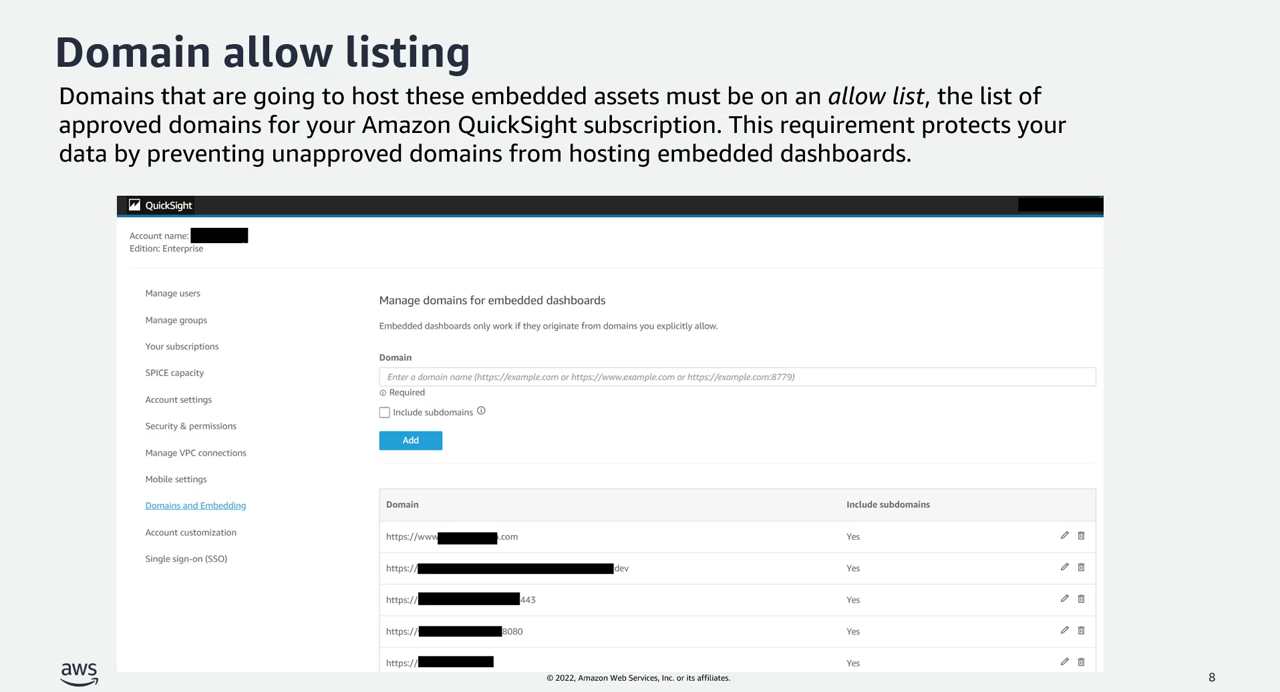 Domain allow listing
Domains that are going to host these embedded assets must be on an allow list, the list of
approved domains for your Amazon QuickSight subscription. This requirement protects your
data by preventing unapproved domains from hosting embedded dashboards.
QuickSight
Account name:
Edition: Enterprise
Manage users
Manage groups
Your subscriptions
SPICE capacity
Account settings
Security & permissions
Manage VPC connections
Mobile settings
Domains and Embedding
Account customization
Single sign-on (SSO)
Manage domains for embedded dashboards
Embedded dashboards only work if they originate from domains you explicitly allow.
Domain
Enter a domain name (https://example.com or https://www.example.com or https://example.com:8779)
Required
Include subdomains
Add
Domain Include subdomains
https://www .com Yes
https:// dev Yes
https:// 443 Yes
https:// 8080 Yes
https:// Yes
aws
© 2022, Amazon Web Services, Inc. or its affiliates.
8